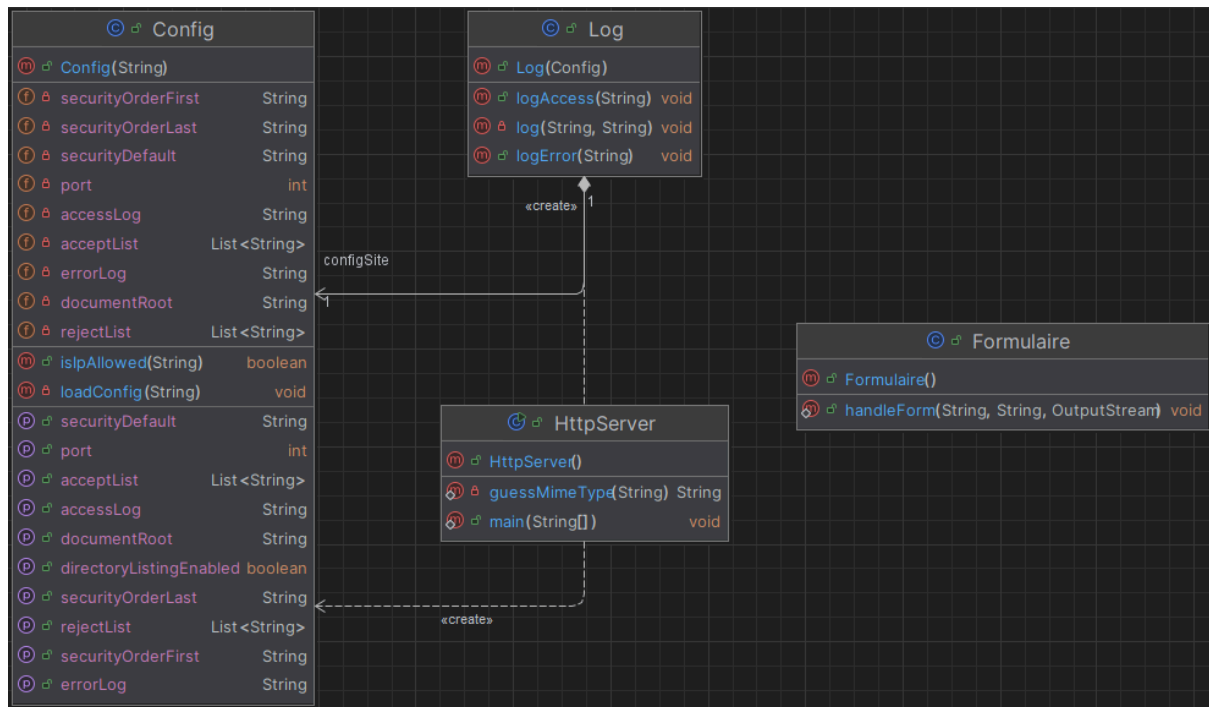 Config
Config(String)
securityOrderFirst String
securityOrderLast String
securityDefault String
port int
accessLog String
acceptList List<String>
errorLog String
documentRoot String
rejectList List<String>
isIpAllowed(String) boolean
loadConfig(String) void
securityDefault String
port int
acceptList List<String>
accessLog String
documentRoot String
directoryListingEnabled boolean
securityOrderLast String
rejectList List<String>
securityOrderFirst String
errorLog String
Log
Log(Config)
logAccess(String) void
log(String, String) void
logError(String) void
«create» 1
configSite
1
HttpServer
HttpServer()
guessMimeType(String) String
main(String[]) void
«create»
Formulaire
Formulaire()
handleForm(String, String, OutputStream) void